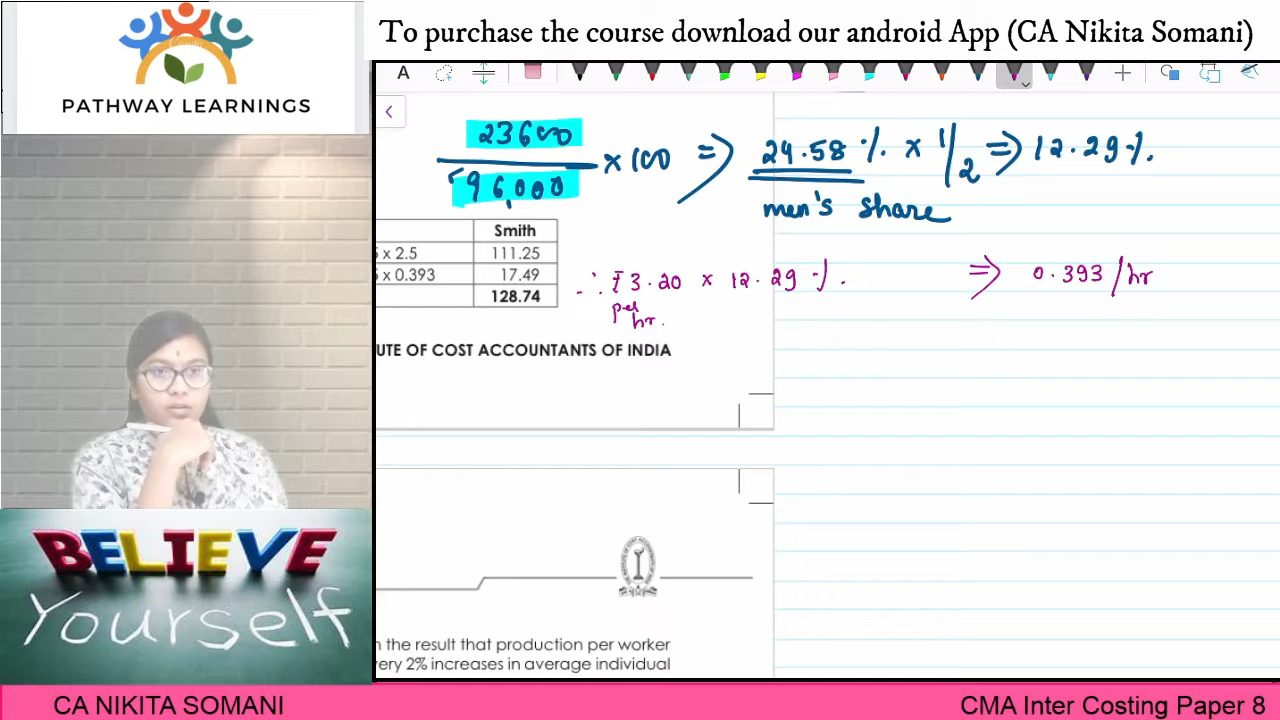 To purchase the course download our android App (CA Nikita Somani)
PATHWAY LEARNINGS
A
23600
96,000
× 100 ⇒ 24.58 % × 1/2 ⇒ 12.29%.
men's share
Smith
x 2.5 111.25
x 0.393 17.49
128.74
∴ ₹3.20 × 12.29 %. ⇒ 0.393/hr
per
hr.
UTE OF COST ACCOUNTANTS OF INDIA
BELIEVE
Yourself
the result that production per worker
very 2% increases in average individual
CA NIKITA SOMANI
CMA Inter Costing Paper 8